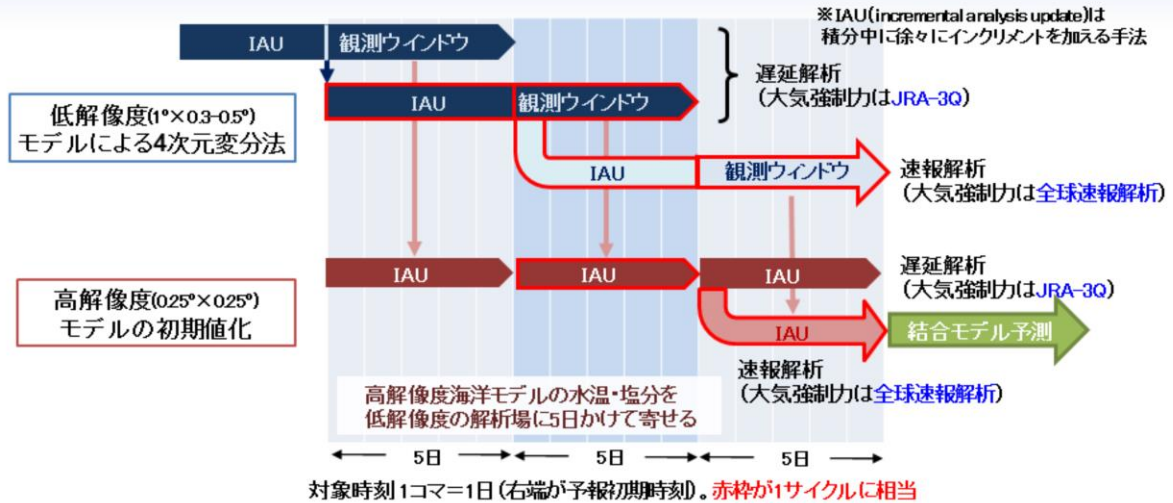 ※IAU(incremental analysis update)は
積分中に徐々にインクリメントを加える手法
IAU
観測ウインドウ
遅延解析
(大気強制力はJRA-3Q)
IAU
観測ウインドウ
低解像度(1°×0.3-0.5°)
モデルによる4次元変分法
IAU
観測ウィンドウ
速報解析
(大気強制力は全球速報解析)
IAU
IAU
IAU
遅延解析
(大気強制力はJRA-3Q)
高解像度(0.25°×0.25°)
モデルの初期値化
IAU
結合モデル予測
速報解析
(大気強制力は全球速報解析)
高解像度海洋モデルの水温・塩分を
低解像度の解析場に5日かけて寄せる
5日
5日
5日
対象時刻1コマ=1日(右端が予報初期時刻)。赤枠が1サイクルに相当